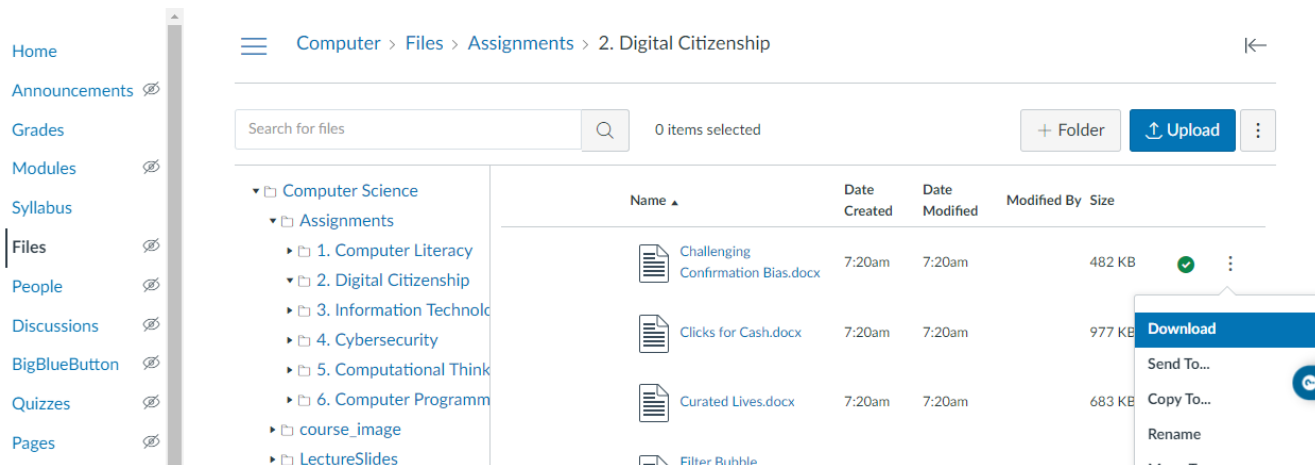 Home
Announcements
Grades
Modules
Syllabus
Files
People
Discussions
BigBlueButton
Quizzes
Pages
Computer > Files > Assignments > 2. Digital Citizenship
Search for files
0 items selected
+ Folder
Upload
Computer Science
Assignments
1. Computer Literacy
2. Digital Citizenship
3. Information Technolo
4. Cybersecurity
5. Computational Think
6. Computer Programm
course_image
LectureSlides
Name
Date Created
Date Modified
Modified By
Size
Challenging
Confirmation Bias.docx
7:20am
7:20am
482 KB
Clicks for Cash.docx
7:20am
7:20am
977 KB
Curated Lives.docx
7:20am
7:20am
683 KB
Filter Bubble
Download
Send To...
Copy To...
Rename